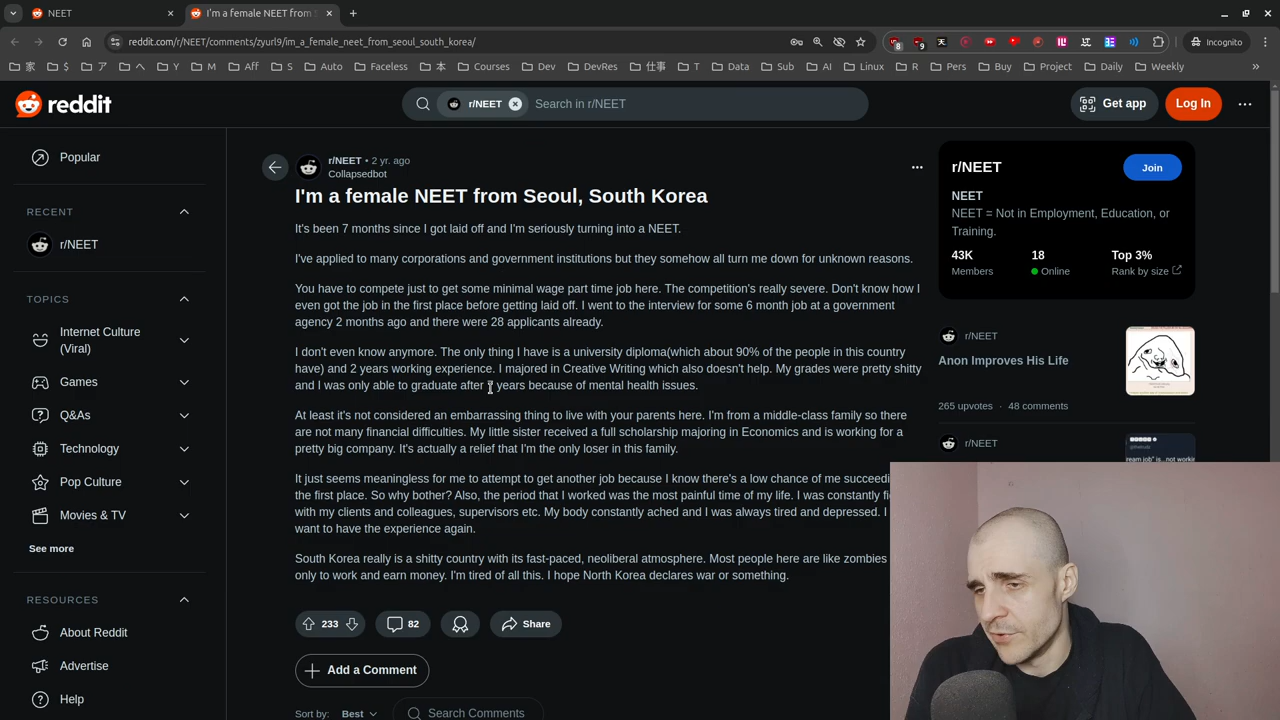 NEET
I'm a female NEET from S
reddit.com/r/NEET/comments/zyurl9/im_a_female_neet_from_seoul_south_korea/
8
9
Incognito
家
$
ア
へ
Y
M
Aff
S
Auto
Faceless
本
Courses
Dev
DevRes
仕事
T
Data
Sub
AI
Linux
R
Pers
Buy
Project
Daily
Weekly
reddit
r/NEET
Search in r/NEET
Get app
Log In
Popular
RECENT
r/NEET
TOPICS
Internet Culture
(Viral)
Games
Q&As
Technology
Pop Culture
Movies & TV
See more
RESOURCES
About Reddit
Advertise
Help
r/NEET • 2 yr. ago
Collapsedbot
I'm a female NEET from Seoul, South Korea
It's been 7 months since I got laid off and I'm seriously turning into a NEET.
I've applied to many corporations and government institutions but they somehow all turn me down for unknown reasons.
You have to compete just to get some minimal wage part time job here. The competition's really severe. Don't know how I
even got the job in the first place before getting laid off. I went to the interview for some 6 month job at a government
agency 2 months ago and there were 28 applicants already.
I don't even know anymore. The only thing I have is a university diploma(which about 90% of the people in this country
have) and 2 years working experience. I majored in Creative Writing which also doesn't help. My grades were pretty shitty
and I was only able to graduate after years because of mental health issues.
At least it's not considered an embarrassing thing to live with your parents here. I'm from a middle-class family so there
are not many financial difficulties. My little sister received a full scholarship majoring in Economics and is working for a
pretty big company. It's actually a relief that I'm the only loser in this family.
It just seems meaningless for me to attempt to get another job because I know there's a low chance of me succeedi
the first place. So why bother? Also, the period that I worked was the most painful time of my life. I was constantly fi
with my clients and colleagues, supervisors etc. My body constantly ached and I was always tired and depressed. I
want to have the experience again.
South Korea really is a shitty country with its fast-paced, neoliberal atmosphere. Most people here are like zombies
only to work and earn money. I'm tired of all this. I hope North Korea declares war or something.
233
82
Share
Add a Comment
Sort by: Best
Search Comments
r/NEET
Join
NEET
NEET = Not in Employment, Education, or
Training.
43K 18 Top 3%
Members Online Rank by size
r/NEET
Anon Improves His Life
265 upvotes • 48 comments
r/NEET